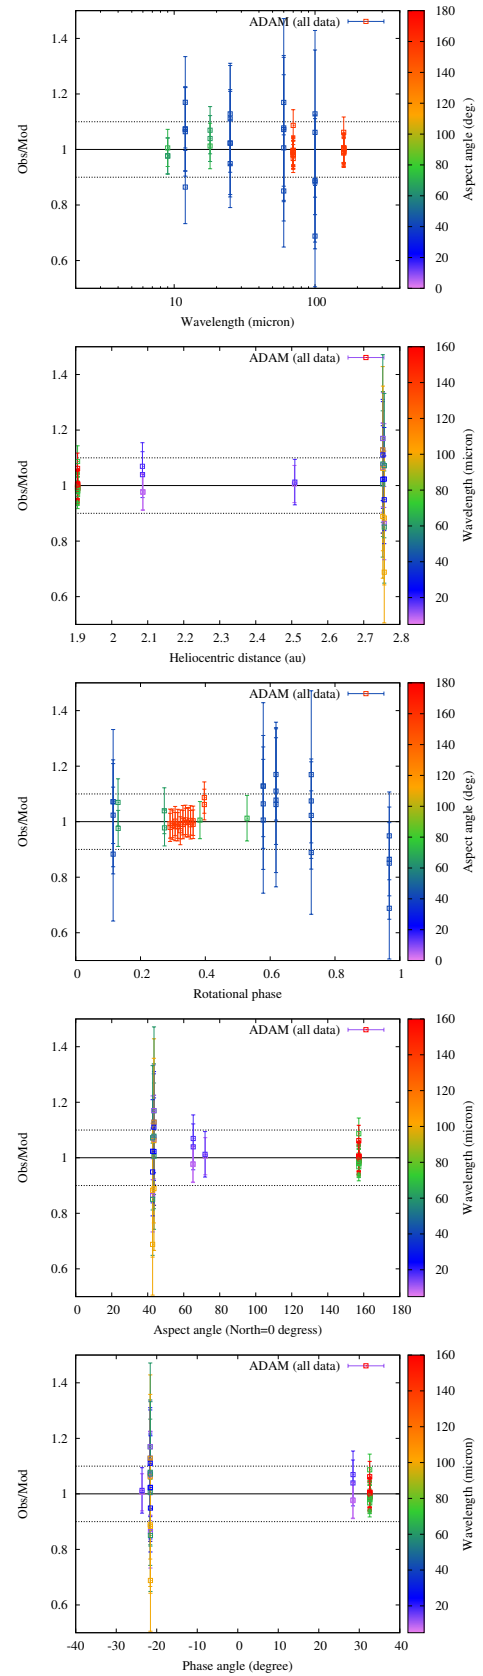 ADAM (all data)
1.4
1.2
1
0.8
0.6
Obs/Mod
10
100
Wavelength (micron)
180
160
140
120
100
80
60
40
20
0
Aspect angle (deg.)
ADAM (all data)
1.4
1.2
1
0.8
0.6
Obs/Mod
1.9 2 2.1 2.2 2.3 2.4 2.5 2.6 2.7 2.8
Heliocentric distance (au)
160
140
120
100
80
60
40
20
Wavelength (micron)
ADAM (all data)
1.4
1.2
1
0.8
0.6
Obs/Mod
0 0.2 0.4 0.6 0.8 1
Rotational phase
180
160
140
120
100
80
60
40
20
0
Aspect angle (deg.)
ADAM (all data)
1.4
1.2
1
0.8
0.6
Obs/Mod
0 20 40 60 80 100 120 140 160 180
Aspect angle (North=0 degress)
160
140
120
100
80
60
40
20
Wavelength (micron)
ADAM (all data)
1.4
1.2
1
0.8
0.6
Obs/Mod
-40 -30 -20 -10 0 10 20 30 40
Phase angle (degree)
160
140
120
100
80
60
40
20
Wavelength (micron)